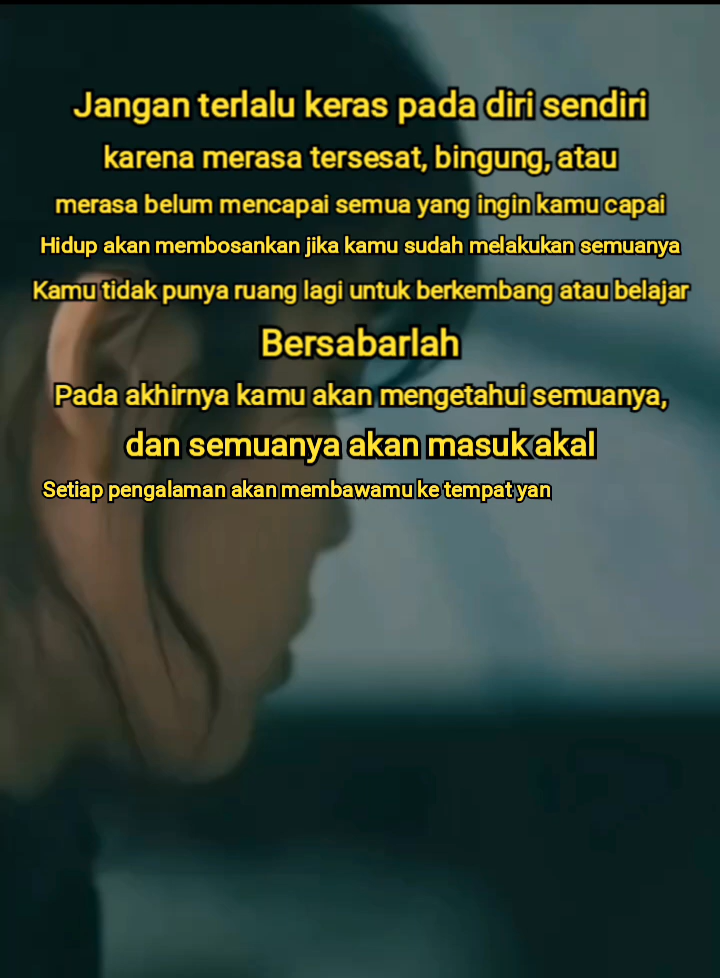 Jangan terlalu keras pada diri sendiri
karena merasa tersesat, bingung, atau
merasa belum mencapai semua yang ingin kamu capai
Hidup akan membosankan jika kamu sudah melakukan semuanya
Kamu tidak punya ruang lagi untuk berkembang atau belajar
Bersabarlah
Pada akhirnya kamu akan mengetahui semuanya,
dan semuanya akan masuk akal
Setiap pengalaman akan membawamu ke tempat yan